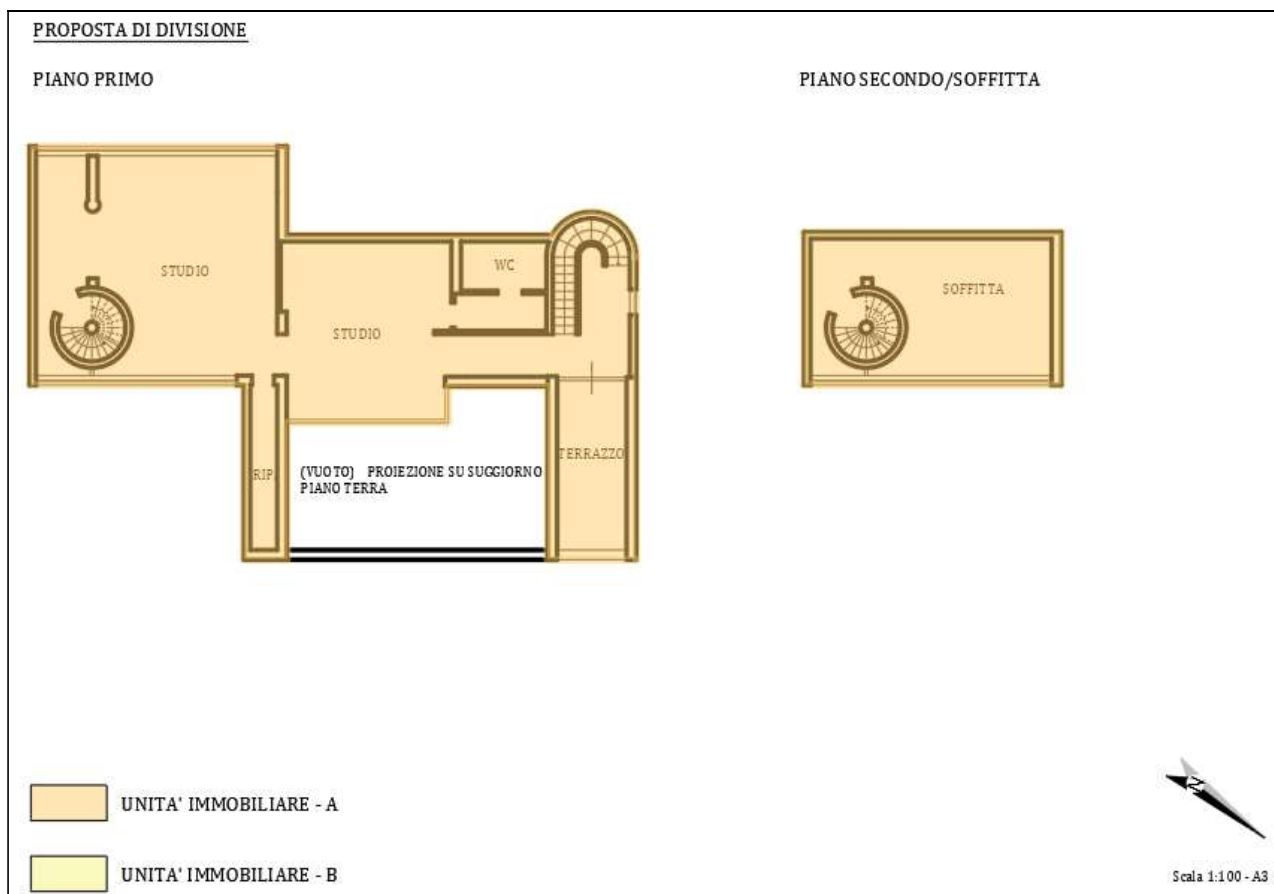 PROPOSTA DI DIVISIONE
PIANO PRIMO
PIANO SECONDO/SOFFITTA
STUDIO
WC
STUDIO
SOFFITTA
RIP.
(VUOTO) PROIEZIONE SU SUGGIORNO
PIANO TERRA
TERRAZZO
UNITA' IMMOBILIARE - A
UNITA' IMMOBILIARE - B
N
Scala 1:100 - A3